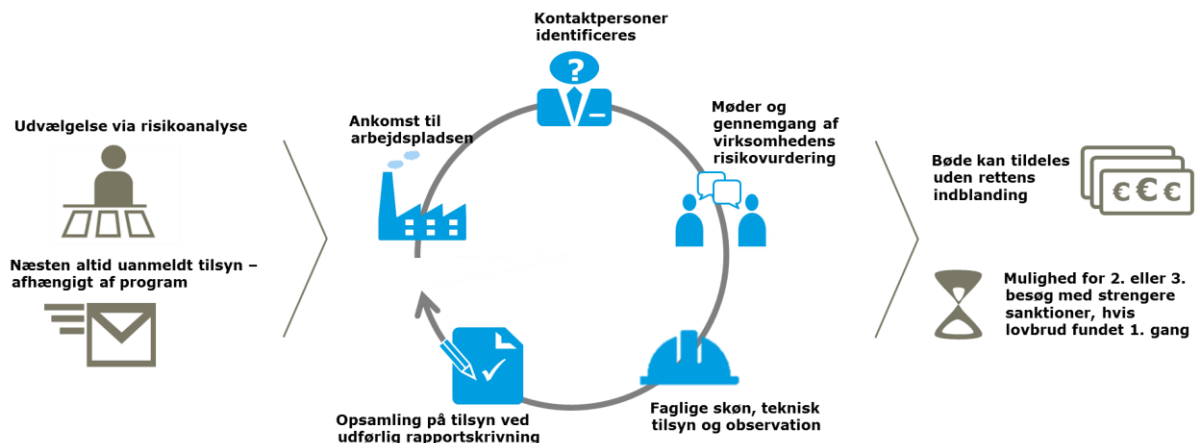 Udvælgelse via risikoanalyse
Næsten altid uanmeldt tilsyn –
afhængigt af program
Ankomst til
arbejdspladsen
Kontaktpersoner
identificeres
?
Møder og
gennemgang af
virksomhedens
risikovurdering
Faglige skøn, teknisk
tilsyn og observation
Opsamling på tilsyn ved
udførlig rapportskrivning
Bøde kan tildeles
uden rettens
indblanding
€ € €
Mulighed for 2. eller 3.
besøg med strengere
sanktioner, hvis
lovbrud fundet 1. gang